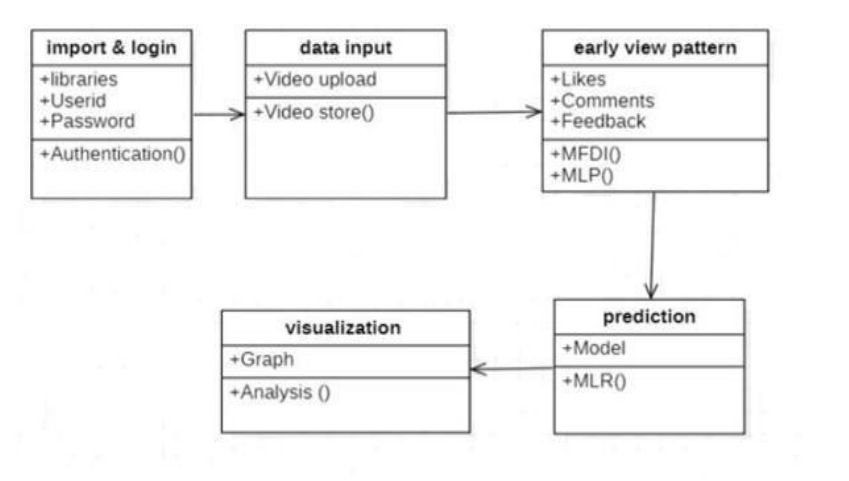 import & login
+libraries
+Userid
+Password
+Authentication()
data input
+Video upload
+Video store()
early view pattern
+Likes
+Comments
+Feedback
+MFDI()
+MLP()
prediction
+Model
+MLR()
visualization
+Graph
+Analysis ()